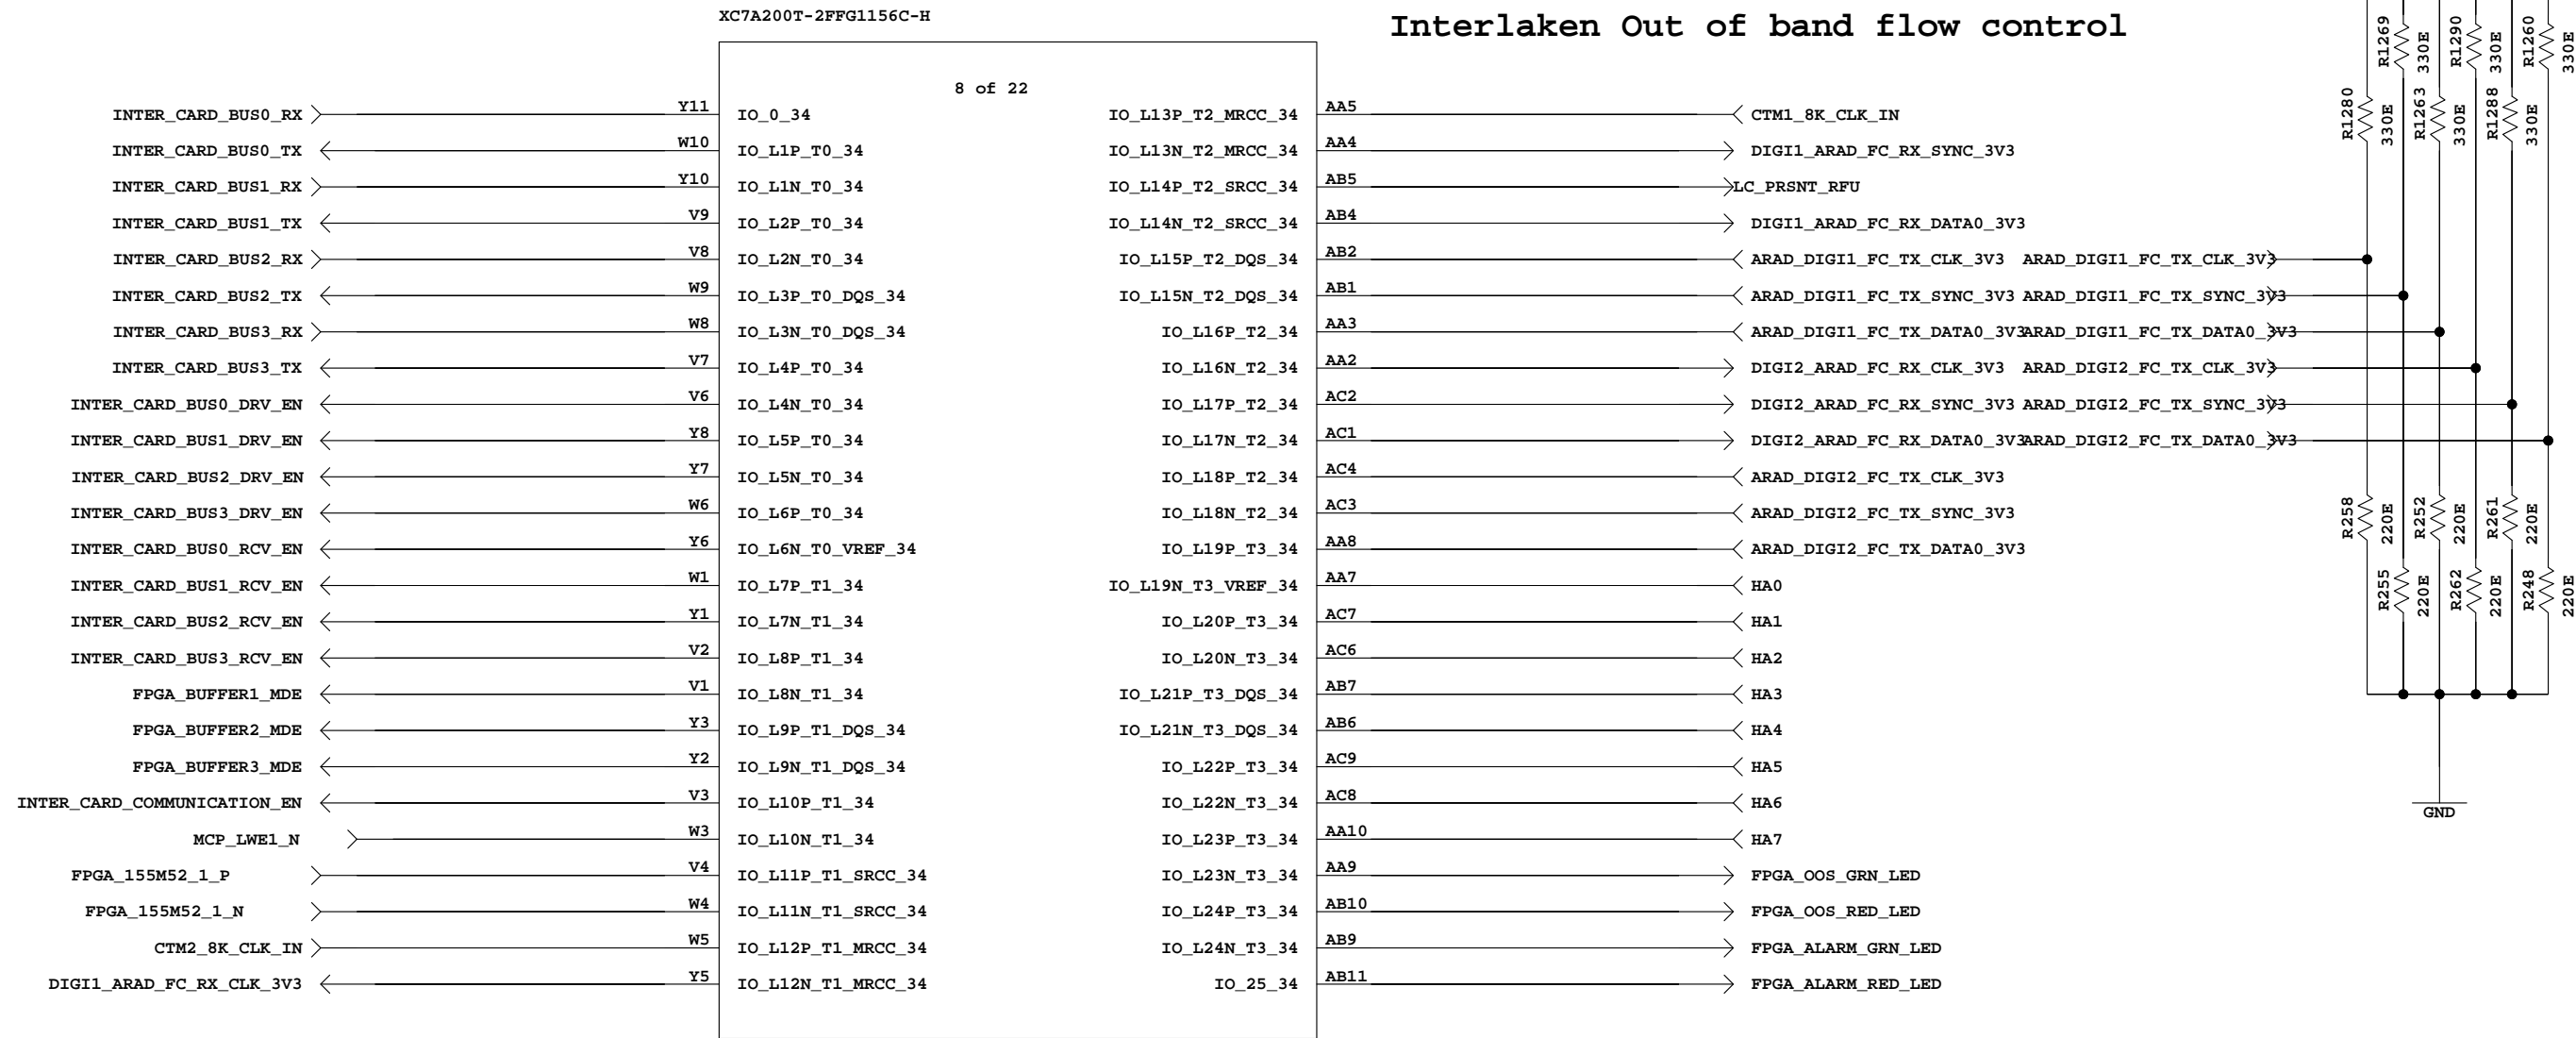 XC7A200T-2FFG1156C-H
Interlaken Out of band flow control
8 of 22
INTER_CARD_BUS0_RX Y11 IO_0_34
INTER_CARD_BUS0_TX W10 IO_L1P_T0_34
INTER_CARD_BUS1_RX Y10 IO_L1N_T0_34
INTER_CARD_BUS1_TX V9 IO_L2P_T0_34
INTER_CARD_BUS2_RX V8 IO_L2N_T0_34
INTER_CARD_BUS2_TX W9 IO_L3P_T0_DQS_34
INTER_CARD_BUS3_RX W8 IO_L3N_T0_DQS_34
INTER_CARD_BUS3_TX V7 IO_L4P_T0_34
INTER_CARD_BUS0_DRV_EN V6 IO_L4N_T0_34
INTER_CARD_BUS1_DRV_EN Y8 IO_L5P_T0_34
INTER_CARD_BUS2_DRV_EN Y7 IO_L5N_T0_34
INTER_CARD_BUS3_DRV_EN W6 IO_L6P_T0_34
INTER_CARD_BUS0_RCV_EN Y6 IO_L6N_T0_VREF_34
INTER_CARD_BUS1_RCV_EN W1 IO_L7P_T1_34
INTER_CARD_BUS2_RCV_EN Y1 IO_L7N_T1_34
INTER_CARD_BUS3_RCV_EN V2 IO_L8P_T1_34
FPGA_BUFFER1_MDE V1 IO_L8N_T1_34
FPGA_BUFFER2_MDE Y3 IO_L9P_T1_DQS_34
FPGA_BUFFER3_MDE Y2 IO_L9N_T1_DQS_34
INTER_CARD_COMMUNICATION_EN V3 IO_L10P_T1_34
MCP_LWE1_N W3 IO_L10N_T1_34
FPGA_155M52_1_P V4 IO_L11P_T1_SRCC_34
FPGA_155M52_1_N W4 IO_L11N_T1_SRCC_34
CTM2_8K_CLK_IN W5 IO_L12P_T1_MRCC_34
DIGI1_ARAD_FC_RX_CLK_3V3 Y5 IO_L12N_T1_MRCC_34
IO_L13P_T2_MRCC_34 AA5 CTM1_8K_CLK_IN
IO_L13N_T2_MRCC_34 AA4 DIGI1_ARAD_FC_RX_SYNC_3V3
IO_L14P_T2_SRCC_34 AB5 LC_PRSNT_RFU
IO_L14N_T2_SRCC_34 AB4 DIGI1_ARAD_FC_RX_DATA0_3V3
IO_L15P_T2_DQS_34 AB2 ARAD_DIGI1_FC_TX_CLK_3V3 ARAD_DIGI1_FC_TX_CLK_3V3
IO_L15N_T2_DQS_34 AB1 ARAD_DIGI1_FC_TX_SYNC_3V3 ARAD_DIGI1_FC_TX_SYNC_3V3
IO_L16P_T2_34 AA3 ARAD_DIGI1_FC_TX_DATA0_3V3 ARAD_DIGI1_FC_TX_DATA0_3V3
IO_L16N_T2_34 AA2 DIGI2_ARAD_FC_RX_CLK_3V3 ARAD_DIGI2_FC_TX_CLK_3V3
IO_L17P_T2_34 AC2 DIGI2_ARAD_FC_RX_SYNC_3V3 ARAD_DIGI2_FC_TX_SYNC_3V3
IO_L17N_T2_34 AC1 DIGI2_ARAD_FC_RX_DATA0_3V3 ARAD_DIGI2_FC_TX_DATA0_3V3
IO_L18P_T2_34 AC4 ARAD_DIGI2_FC_TX_CLK_3V3
IO_L18N_T2_34 AC3 ARAD_DIGI2_FC_TX_SYNC_3V3
IO_L19P_T3_34 AA8 ARAD_DIGI2_FC_TX_DATA0_3V3
IO_L19N_T3_VREF_34 AA7 HA0
IO_L20P_T3_34 AC7 HA1
IO_L20N_T3_34 AC6 HA2
IO_L21P_T3_DQS_34 AB7 HA3
IO_L21N_T3_DQS_34 AB6 HA4
IO_L22P_T3_34 AC9 HA5
IO_L22N_T3_34 AC8 HA6
IO_L23P_T3_34 AA10 HA7
IO_L23N_T3_34 AA9 FPGA_OOS_GRN_LED
IO_L24P_T3_34 AB10 FPGA_OOS_RED_LED
IO_L24N_T3_34 AB9 FPGA_ALARM_GRN_LED
IO_25_34 AB11 FPGA_ALARM_RED_LED
R1269 330E R1290 330E R1260 330E
R1280 330E R1263 330E R1288 330E
R258 220E R252 220E R261 220E
R255 220E R262 220E R248 220E
GND